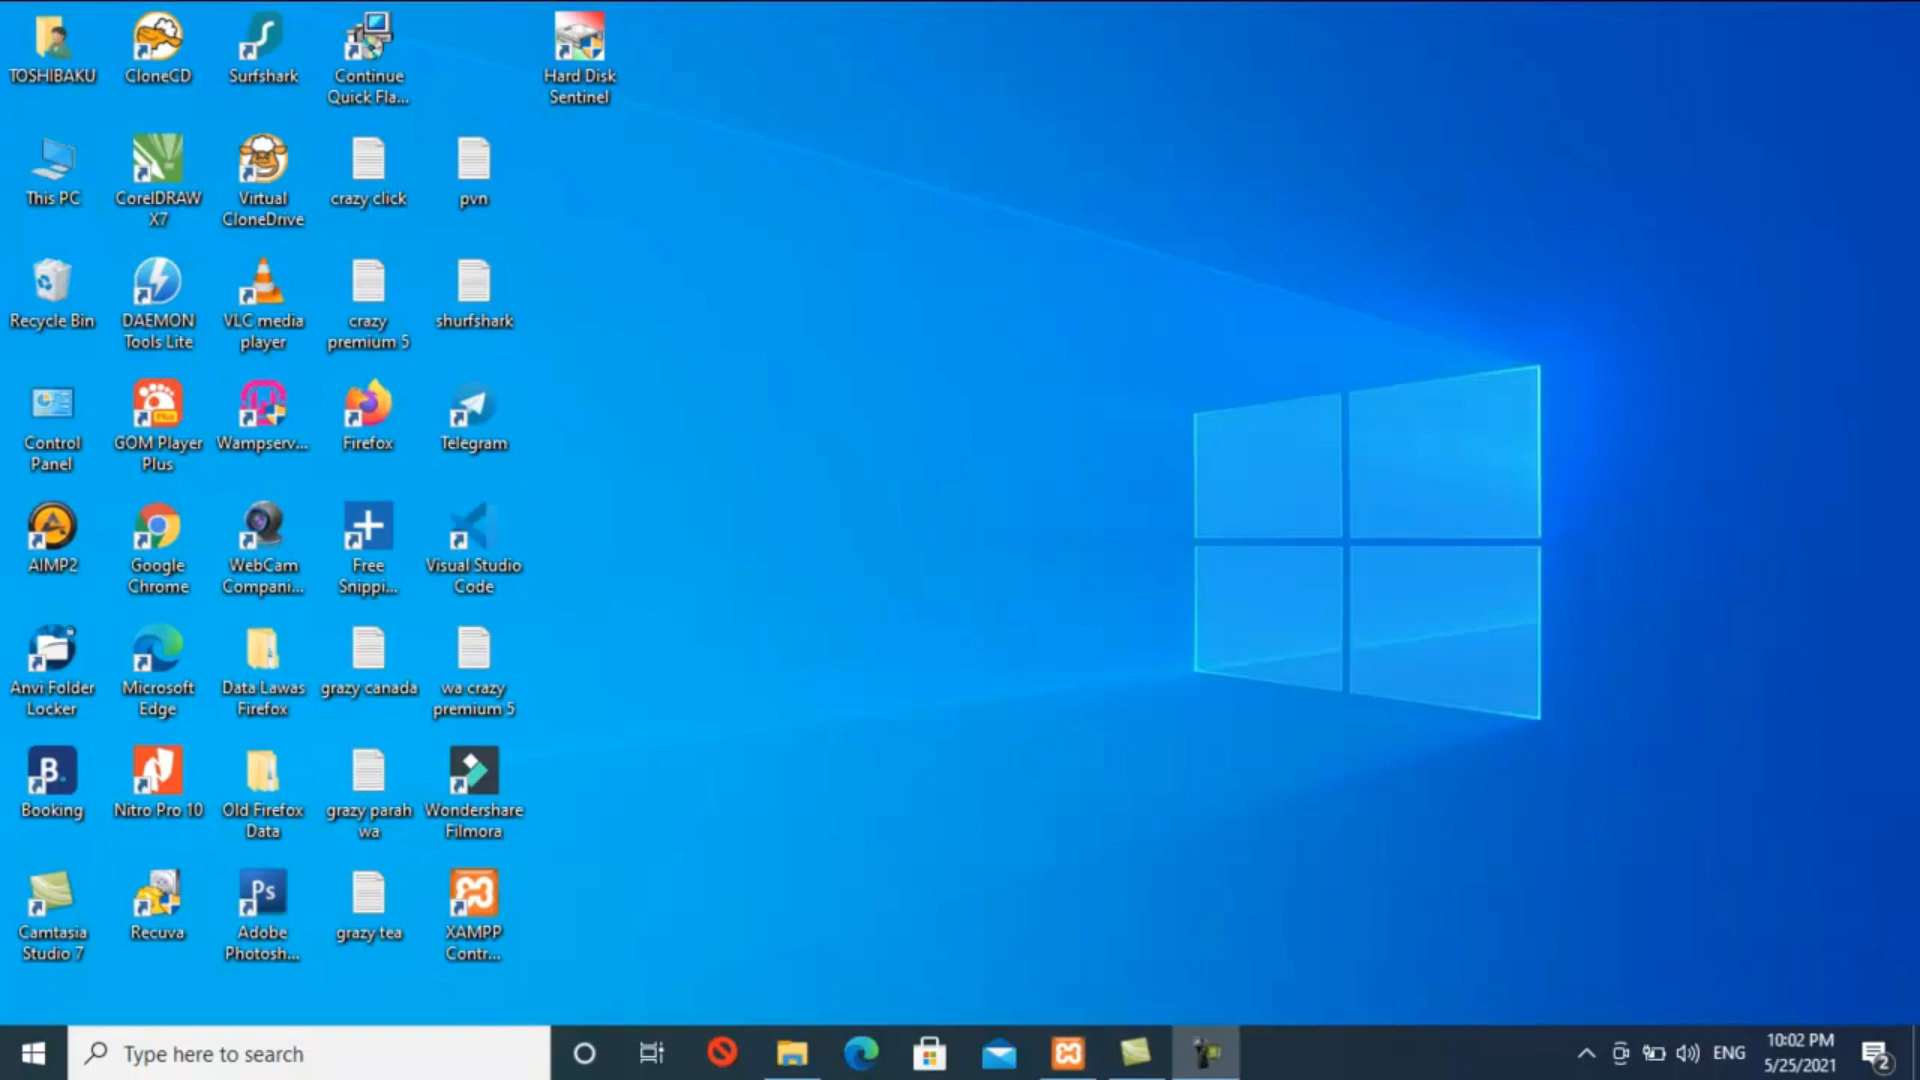 TOSHIBAKU
CloneCD
Surfshark
Continue
Quick Fla...
Hard Disk
Sentinel
This PC
CorelDRAW
X7
Virtual
CloneDrive
crazy click
pvn
Recycle Bin
DAEMON
Tools Lite
VLC media
player
crazy
premium 5
shurfshark
Control
Panel
GOM Player
Plus
Plus
Wampserv...
Firefox
Telegram
AIMP2
Google
Chrome
WebCam
Compani...
Free
Snippi...
Visual Studio
Code
Anvi Folder
Locker
Microsoft
Edge
Data Lawas
Firefox
grazy canada
wa crazy
premium 5
B.
Booking
Nitro Pro 10
Old Firefox
Data
grazy parah
wa
Wondershare
Filmora
Camtasia
Studio 7
Recuva
Ps
Adobe
Photosh...
grazy tea
XAMPP
Contr...
Type here to search
ENG
10:02 PM
5/25/2021
2